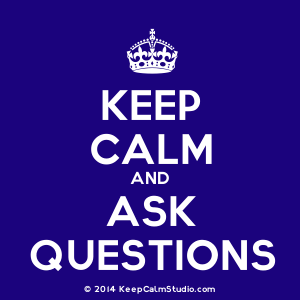 KEEP
CALM
AND
ASK
QUESTIONS
© 2014 KeepCalmStudio.com